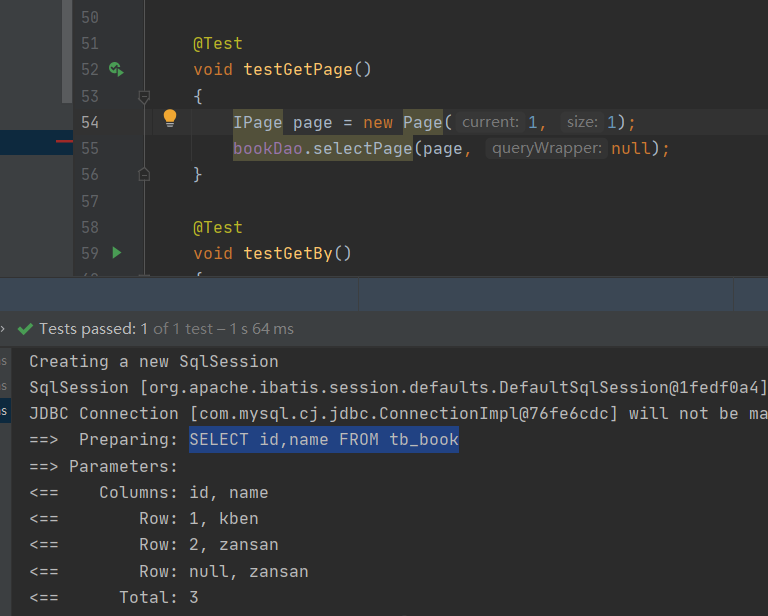 50
51 @Test
52 void testGetPage()
53 {
54 IPage page = new Page( current: 1, size: 1);
55 bookDao.selectPage(page, queryWrapper: null);
56 }
57
58 @Test
59 void testGetBy()
Tests passed: 1 of 1 test – 1 s 64 ms
Creating a new SqlSession
SqlSession [org.apache.ibatis.session.defaults.DefaultSqlSession@1fedf0a4]
JDBC Connection [com.mysql.cj.jdbc.ConnectionImpl@76fe6cdc] will not be ma
==> Preparing: SELECT id,name FROM tb_book
==> Parameters:
<== Columns: id, name
<== Row: 1, kben
<== Row: 2, zansan
<== Row: null, zansan
<== Total: 3